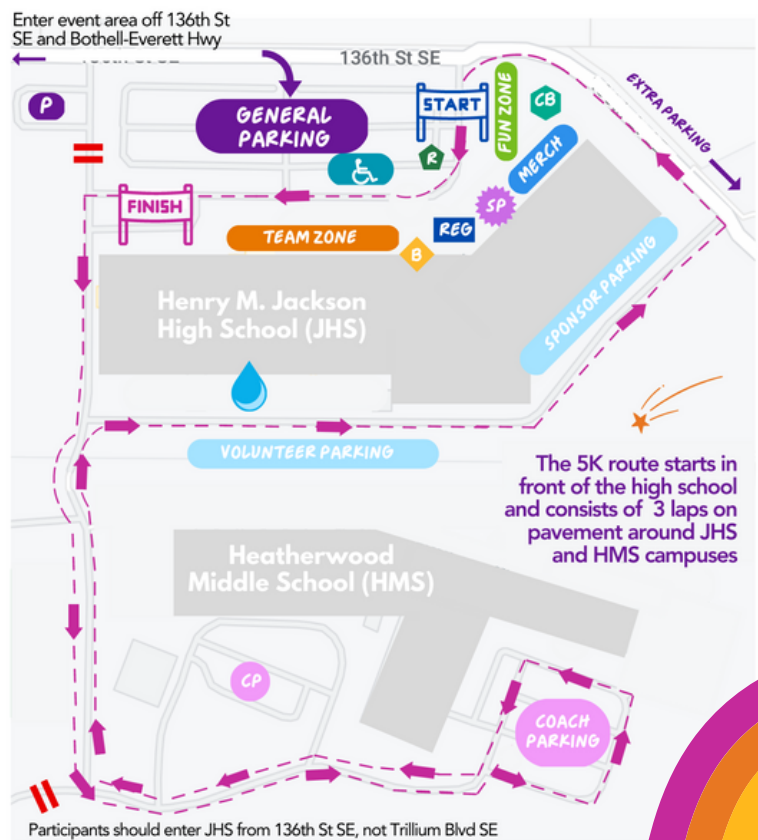 Enter event area off 136th St
SE and Bothell-Everett Hwy
136th St SE
136th St SE
P
GENERAL
PARKING
START
FUN ZONE
CB
EXTRA PARKING
R
MERCH
FINISH
SP
REG
TEAM ZONE
B
Henry M. Jackson
High School (JHS)
SPONSOR PARKING
VOLUNTEER PARKING
The 5K route starts in
front of the high school
and consists of 3 laps on
pavement around JHS
and HMS campuses
Heatherwood
Middle School (HMS)
CP
COACH
PARKING
Participants should enter JHS from 136th St SE, not Trillium Blvd SE